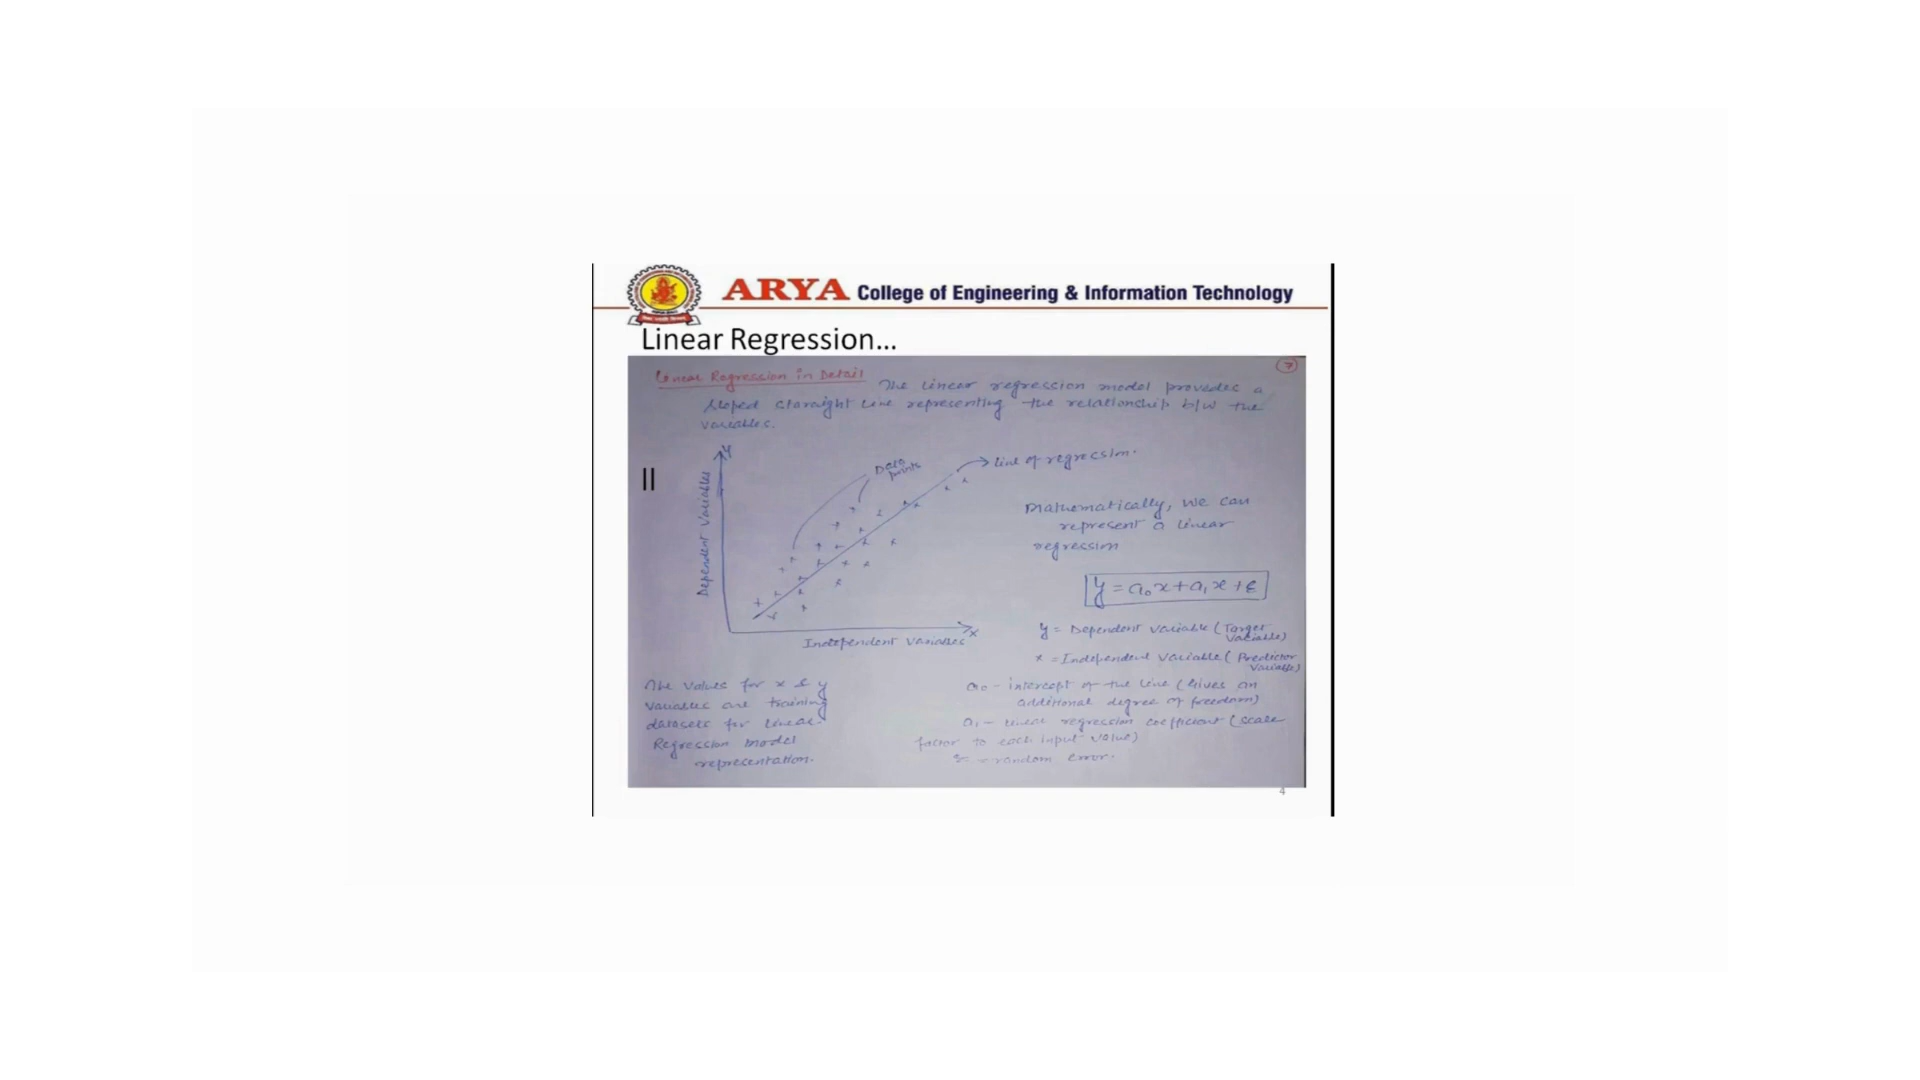 ARYA College of Engineering & Information Technology
Linear Regression...
7
Linear Regression in Detail
The linear regression model provides a
sloped straight line representing the relationship b/w the
variables.
Y
Data
points
line of regression.
||
Dependent Variables
Mathematically, we can
represent a linear
regression
y = a₀x + a₁x + ε
Independent Variables
x
y = Dependent Variable (Target
Variable)
x = Independent Variable (Predictor
Variable)
The values for x & y
variables are training
datasets for Linear
Regression model
representation.
a₀ - intercept of the line (Gives an
additional degree of freedom)
a₁ - Linear regression coefficient (scale
factor to each input value)
ε = random error.
4